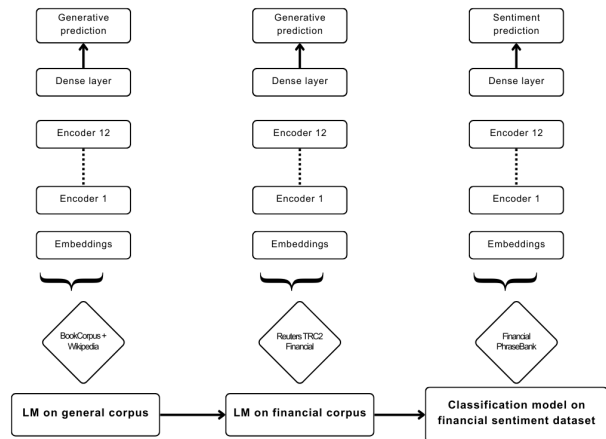 Generative
prediction
Dense layer
Encoder 12
Encoder 1
Embeddings
BookCorpus +
Wikipedia
LM on general corpus
Generative
prediction
Dense layer
Encoder 12
Encoder 1
Embeddings
Reuters TRC2
Financial
LM on financial corpus
Sentiment
prediction
Dense layer
Encoder 12
Encoder 1
Embeddings
Financial
PhraseBank
Classification model on
financial sentiment dataset